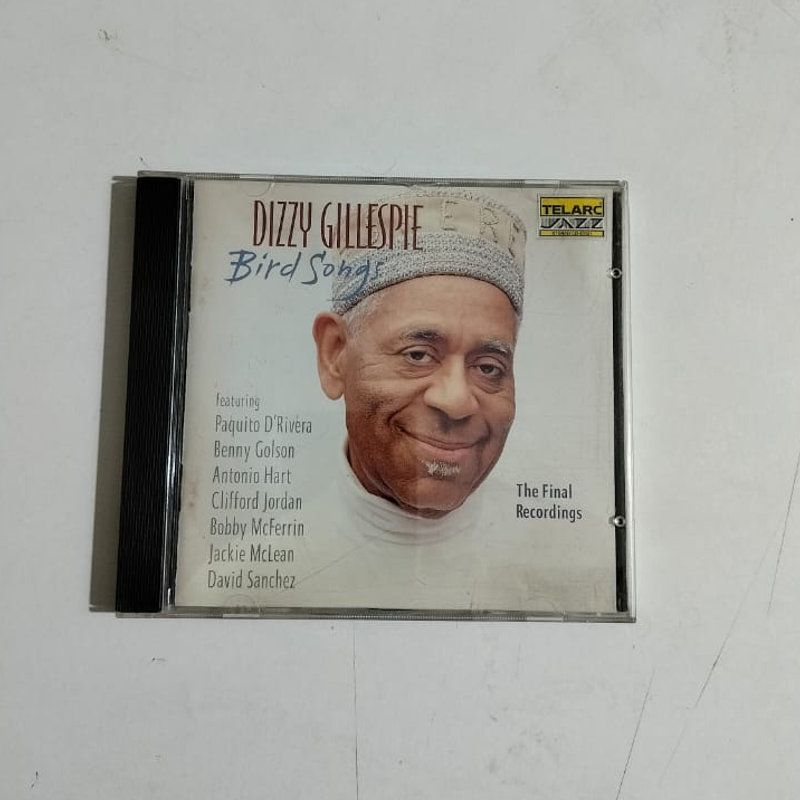 DIZZY GILLESPIE
Bird Songs
TELARC
JAZZ
featuring
Paquito D'Rivera
Benny Golson
Antonio Hart
Clifford Jordan
Bobby McFerrin
Jackie McLean
David Sanchez
The Final
Recordings